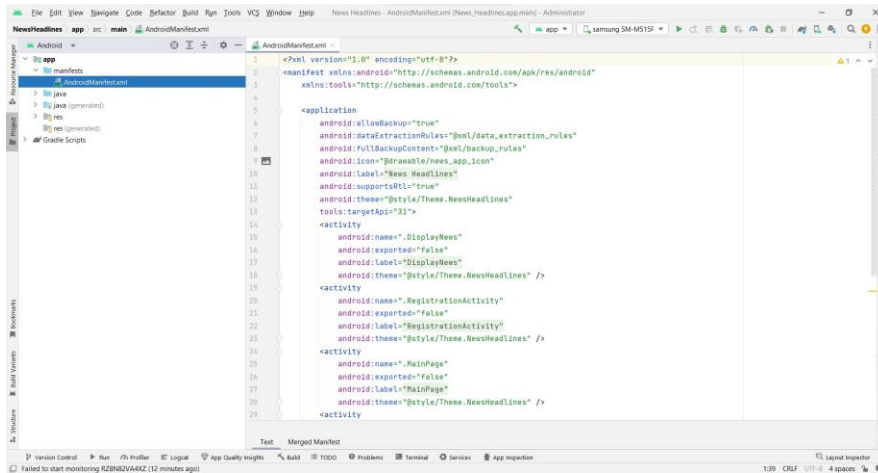 File Edit View Navigate Code Refactor Build Run Tools VCS Window Help News Headlines - AndroidManifest.xml [News_Headlines.app.main] - Administrator
NewsHeadlines app src main AndroidManifest.xml app samsung SM-M515F
Resource Manager
Project
Bookmarks
Build Variants
Structure
Android
app
manifests
AndroidManifest.xml
java
java (generated)
res
res (generated)
Gradle Scripts
AndroidManifest.xml
1 <?xml version="1.0" encoding="utf-8"?>
2 <manifest xmlns:android="http://schemas.android.com/apk/res/android"
3 xmlns:tools="http://schemas.android.com/tools">
4
5 <application
6 android:allowBackup="true"
7 android:dataExtractionRules="@xml/data_extraction_rules"
8 android:fullBackupContent="@xml/backup_rules"
9 android:icon="@drawable/news_app_icon"
10 android:label="News Headlines"
11 android:supportsRtl="true"
12 android:theme="@style/Theme.NewsHeadlines"
13 tools:targetApi="31">
14 <activity
15 android:name=".DisplayNews"
16 android:exported="false"
17 android:label="DisplayNews"
18 android:theme="@style/Theme.NewsHeadlines" />
19 <activity
20 android:name=".RegistrationActivity"
21 android:exported="false"
22 android:label="RegistrationActivity"
23 android:theme="@style/Theme.NewsHeadlines" />
24 <activity
25 android:name=".MainPage"
26 android:exported="false"
27 android:label="MainPage"
28 android:theme="@style/Theme.NewsHeadlines" />
29 <activity
1
Text Merged Manifest
Version Control Run Profiler Logcat App Quality Insights Build TODO Problems Terminal Services App Inspection Layout Inspector
Failed to start monitoring RZ8N82VA4XZ (12 minutes ago) 1:39 CRLF UTF-8 4 spaces